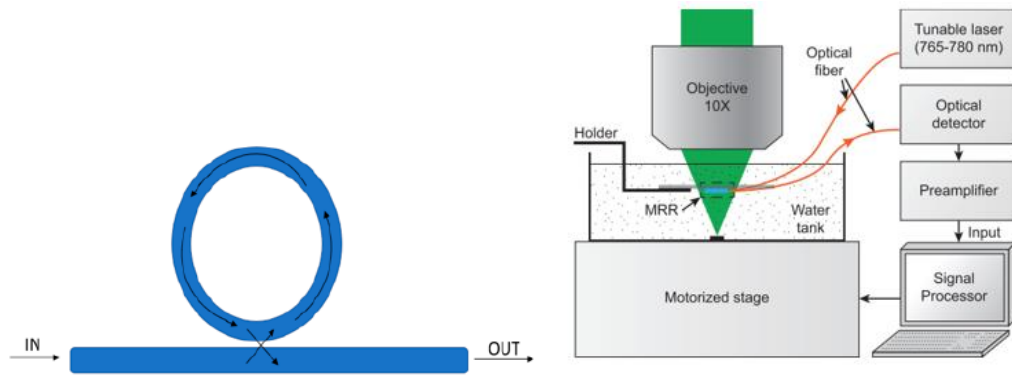 IN
OUT
Tunable laser
(765-780 nm)
Optical
fiber
Objective
10X
Optical
detector
Holder
Preamplifier
MRR
Water
tank
Input
Motorized stage
Signal
Processor